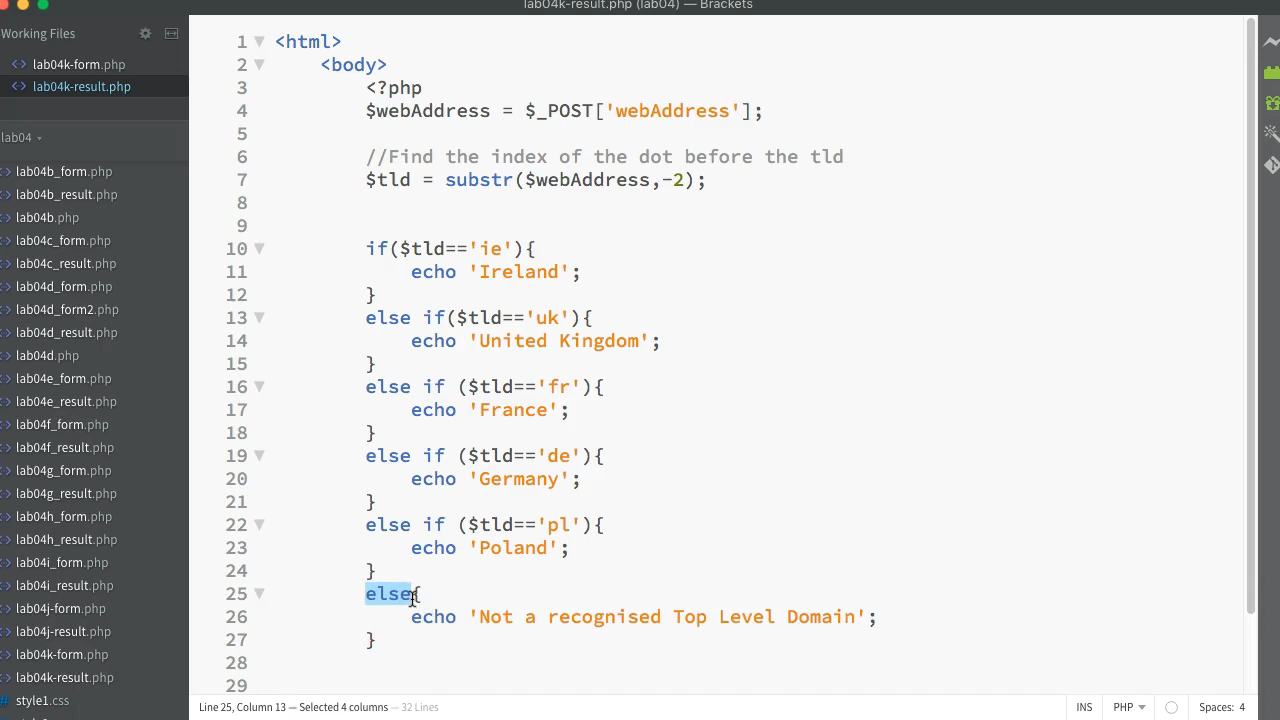 lab04k-result.php (lab04) — Brackets
Working Files
lab04k-form.php
lab04k-result.php
lab04
lab04b_form.php
lab04b_result.php
lab04b.php
lab04c_form.php
lab04c_result.php
lab04d_form.php
lab04d_form2.php
lab04d_result.php
lab04d.php
lab04e_form.php
lab04e_result.php
lab04f_form.php
lab04f_result.php
lab04g_form.php
lab04g_result.php
lab04h_form.php
lab04h_result.php
lab04i_form.php
lab04i_result.php
lab04j-form.php
lab04j-result.php
lab04k-form.php
lab04k-result.php
style1.css
1 <html>
2 <body>
3 <?php
4 $webAddress = $_POST['webAddress'];
5
6 //Find the index of the dot before the tld
7 $tld = substr($webAddress,-2);
8
9
10 if($tld=='ie'){
11 echo 'Ireland';
12 }
13 else if($tld=='uk'){
14 echo 'United Kingdom';
15 }
16 else if ($tld=='fr'){
17 echo 'France';
18 }
19 else if ($tld=='de'){
20 echo 'Germany';
21 }
22 else if ($tld=='pl'){
23 echo 'Poland';
24 }
25 else{
26 echo 'Not a recognised Top Level Domain';
27 }
28
29
Line 25, Column 13 — Selected 4 columns — 32 Lines
INS
PHP
Spaces: 4